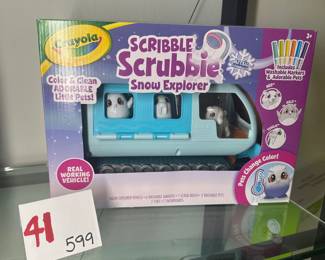 Crayola
SCRIBBLE
Scrubbie
Snow Explorer
Color & Clean
ADORABLE
Little Pets!
Includes
Washable Markers
& Adorable Pets
3+
REAL
WORKING
VEHICLE!
Pets Change Color!
41
599